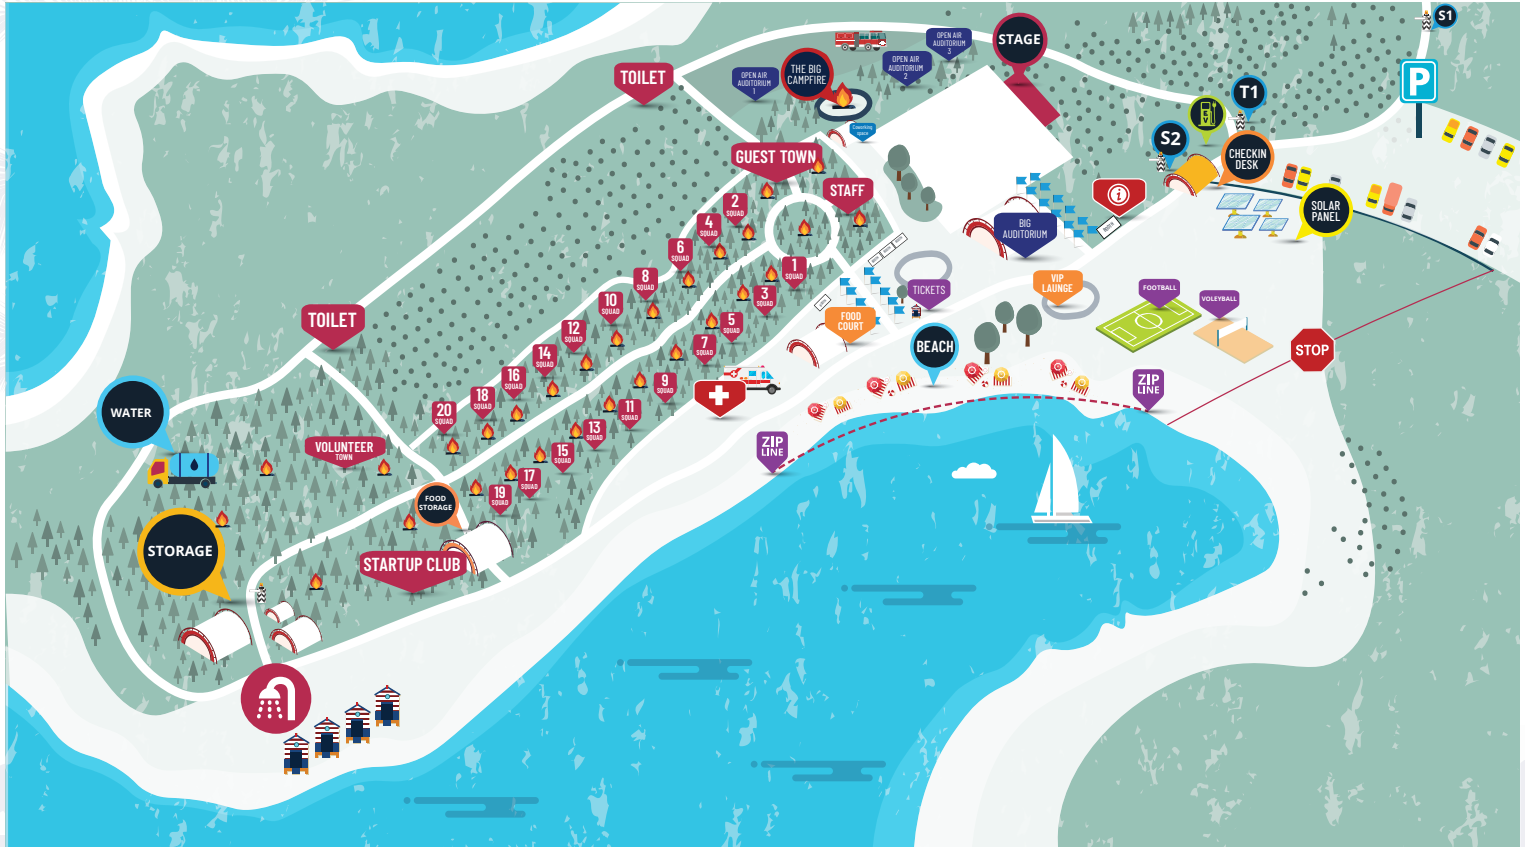 S1
STAGE
OPEN AIR
AUDITORIUM
3
OPEN AIR
AUDITORIUM
2
THE BIG
CAMPFIRE
OPEN AIR
AUDITORIUM
1
TOILET
P
T1
EV
S2
CHECKIN
DESK
Coworking
space
GUEST TOWN
STAFF
i
SOLAR
PANEL
BIG
AUDITORIUM
2
SQUAD
4
SQUAD
6
SQUAD
8
SQUAD
10
SQUAD
12
SQUAD
14
SQUAD
16
SQUAD
18
SQUAD
20
SQUAD
1
SQUAD
3
SQUAD
5
SQUAD
7
SQUAD
9
SQUAD
11
SQUAD
13
SQUAD
15
SQUAD
17
SQUAD
19
SQUAD
TICKETS
VIP
LAUNGE
FOOTBALL
VOLEYBALL
FOOD
COURT
BEACH
STOP
ZIP
LINE
ZIP
LINE
TOILET
WATER
VOLUNTEER
TOWN
FOOD
STORAGE
STORAGE
STARTUP CLUB